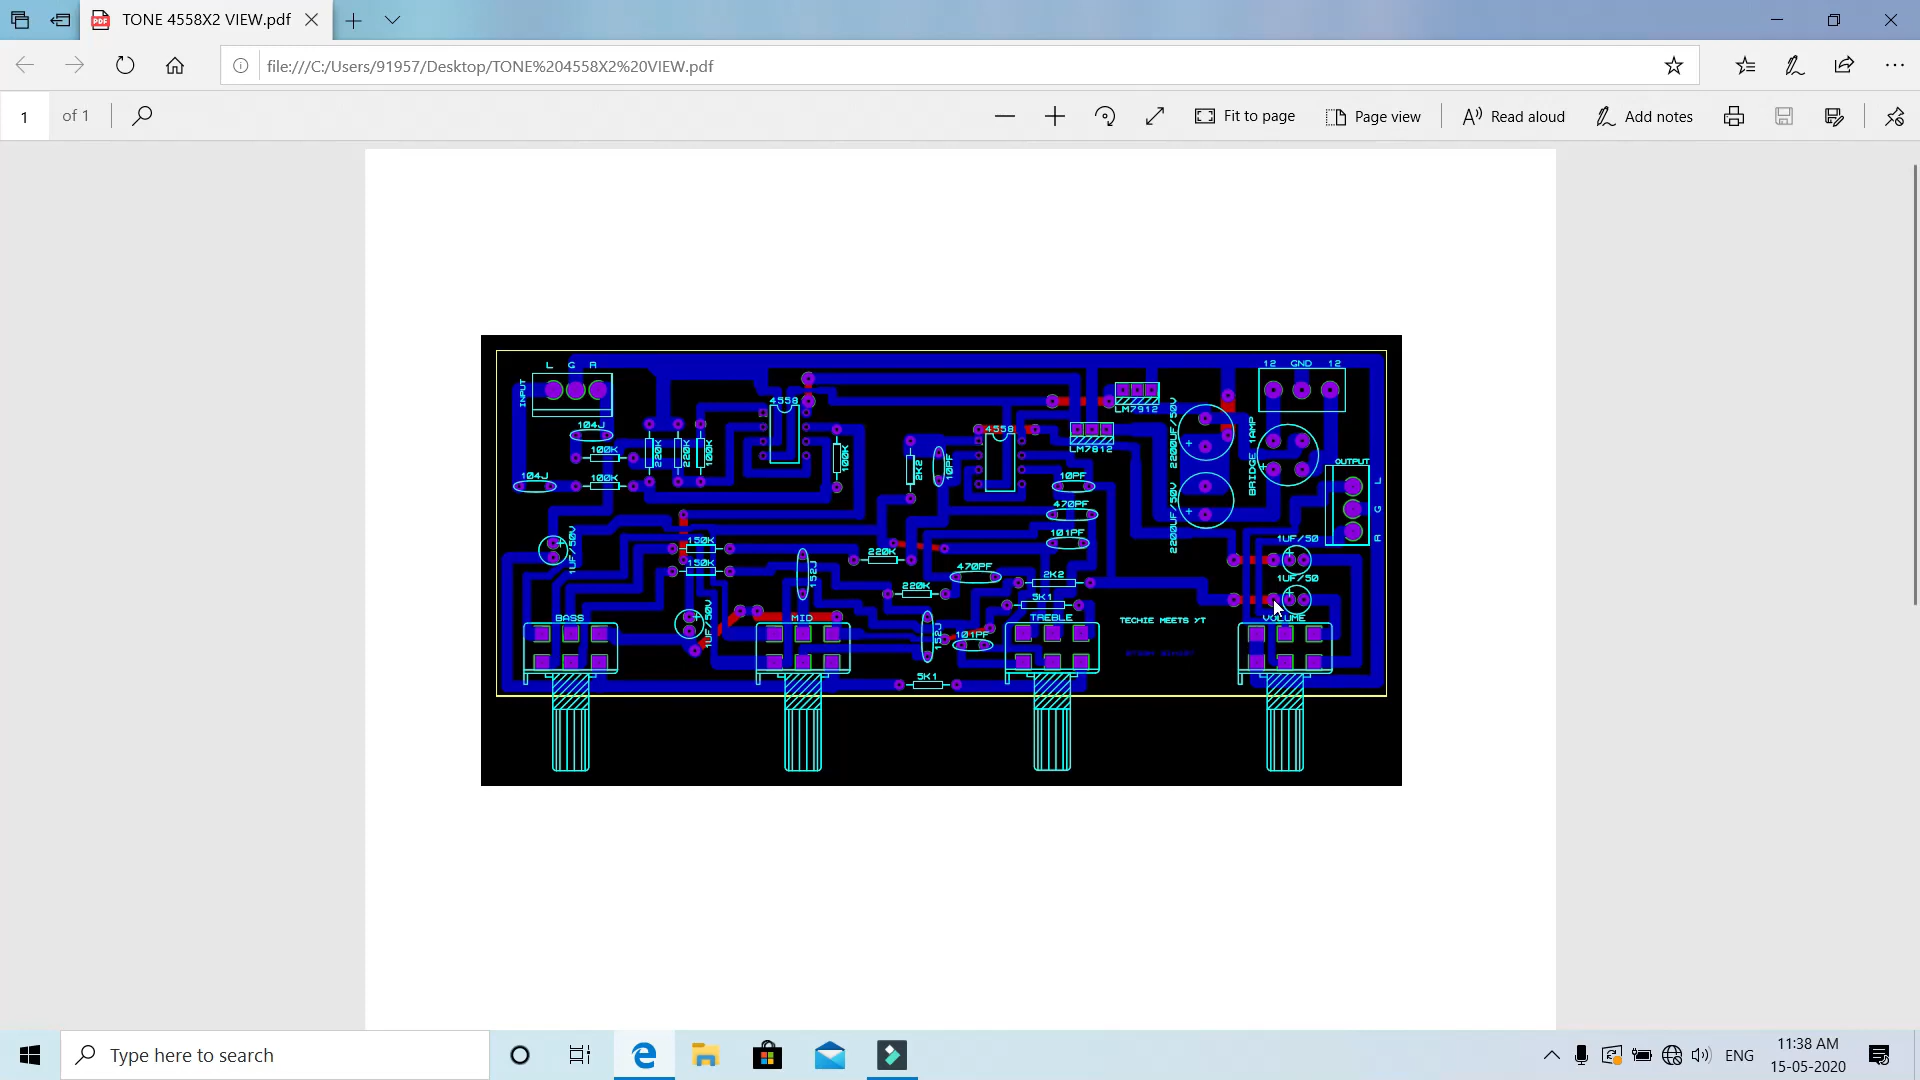 TONE 4558X2 VIEW.pdf
file:///C:/Users/91957/Desktop/TONE%204558X2%20VIEW.pdf
1 of 1
Fit to page
Page view
Read aloud
Add notes
L G R
INPUT
104J
100K
104J
100K
220K
220K
100K
4558
100K
2K2
10PF
4558
LM7912
LM7812
10PF
470PF
101PF
2200UF/50V
2200UF/50V
12 GND 12
BRIDGE 1AMP
OUTPUT
L
G
R
1UF/50
1UF/50
1UF/50V
150K
150K
152J
220K
220K
470PF
2K2
5K1
1UF/50V
152J
101PF
5K1
BASS
MID
TREBLE
VOLUME
TECHIE MEETS YT
Type here to search
ENG
11:38 AM
15-05-2020